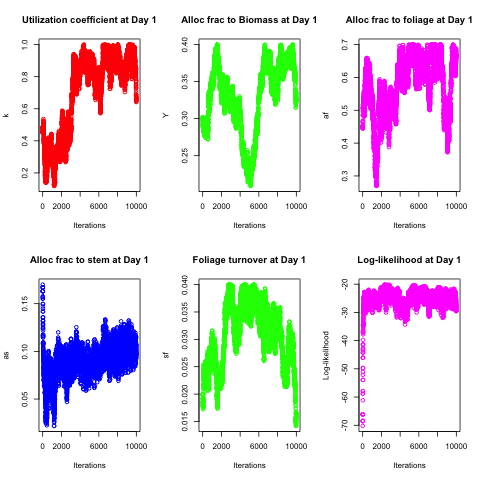 Utilization coefficient at Day 1
k
0.2 0.4 0.6 0.8 1.0
0 2000 6000 10000
Iterations
Alloc frac to Biomass at Day 1
Y
0.25 0.30 0.35 0.40
0 2000 6000 10000
Iterations
Alloc frac to foliage at Day 1
af
0.3 0.4 0.5 0.6 0.7
0 2000 6000 10000
Iterations
Alloc frac to stem at Day 1
as
0.05 0.10 0.15
0 2000 6000 10000
Iterations
Foliage turnover at Day 1
sf
0.015 0.020 0.025 0.030 0.035 0.040
0 2000 6000 10000
Iterations
Log-likelihood at Day 1
Log-likelihood
-70 -60 -50 -40 -30 -20
0 2000 6000 10000
Iterations